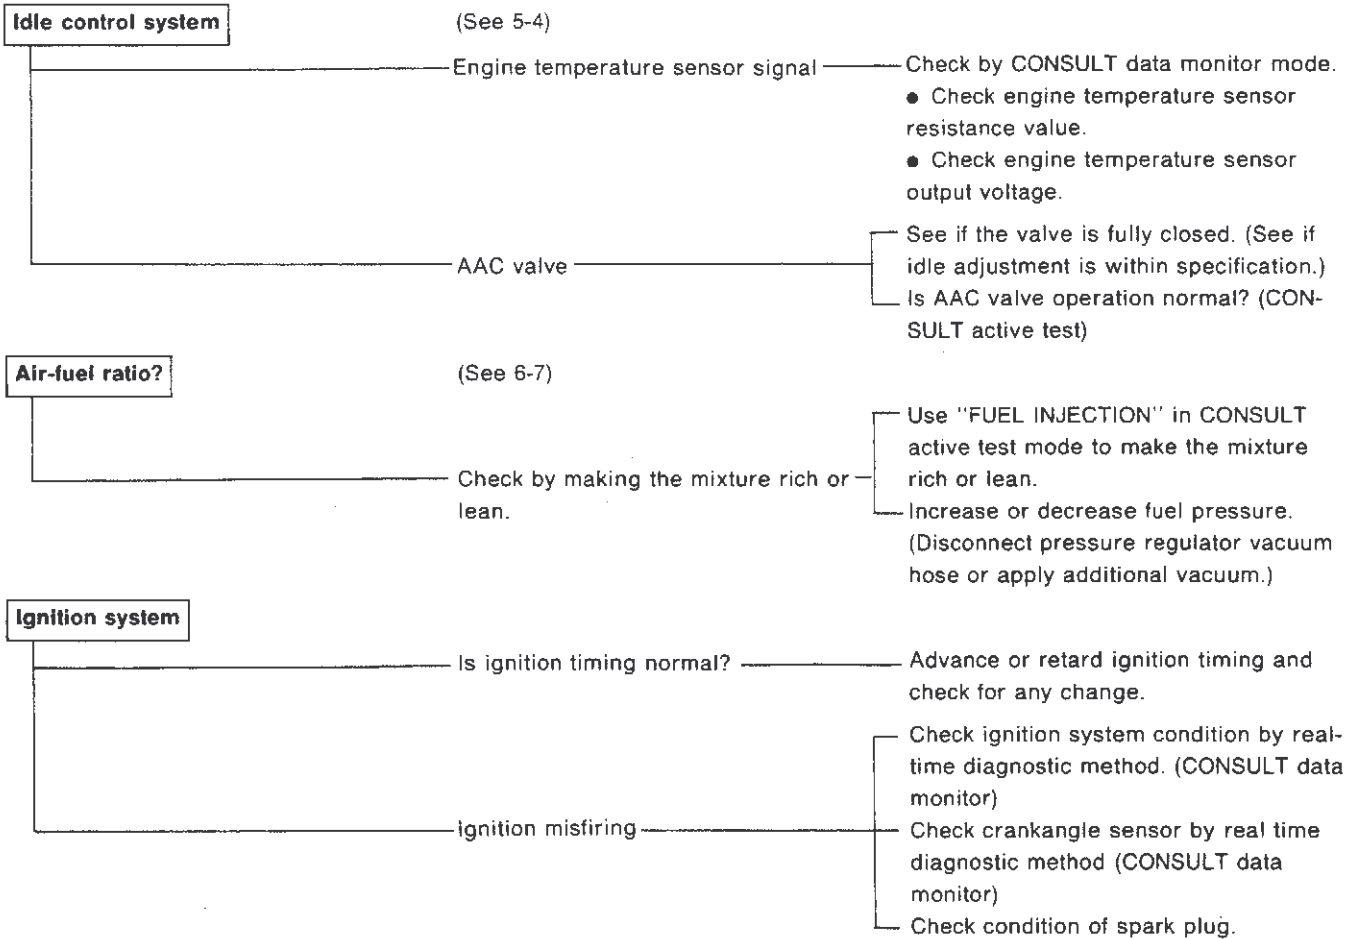 Idle control system
(See 5-4)
Engine temperature sensor signal
Check by CONSULT data monitor mode.
● Check engine temperature sensor
resistance value.
● Check engine temperature sensor
output voltage.
AAC valve
See if the valve is fully closed. (See if
idle adjustment is within specification.)
Is AAC valve operation normal? (CON-
SULT active test)
Air-fuel ratio?
(See 6-7)
Check by making the mixture rich or
lean.
Use "FUEL INJECTION" in CONSULT
active test mode to make the mixture
rich or lean.
Increase or decrease fuel pressure.
(Disconnect pressure regulator vacuum
hose or apply additional vacuum.)
Ignition system
Is ignition timing normal?
Advance or retard ignition timing and
check for any change.
Ignition misfiring
Check ignition system condition by real-
time diagnostic method. (CONSULT data
monitor)
Check crankangle sensor by real time
diagnostic method (CONSULT data
monitor)
Check condition of spark plug.